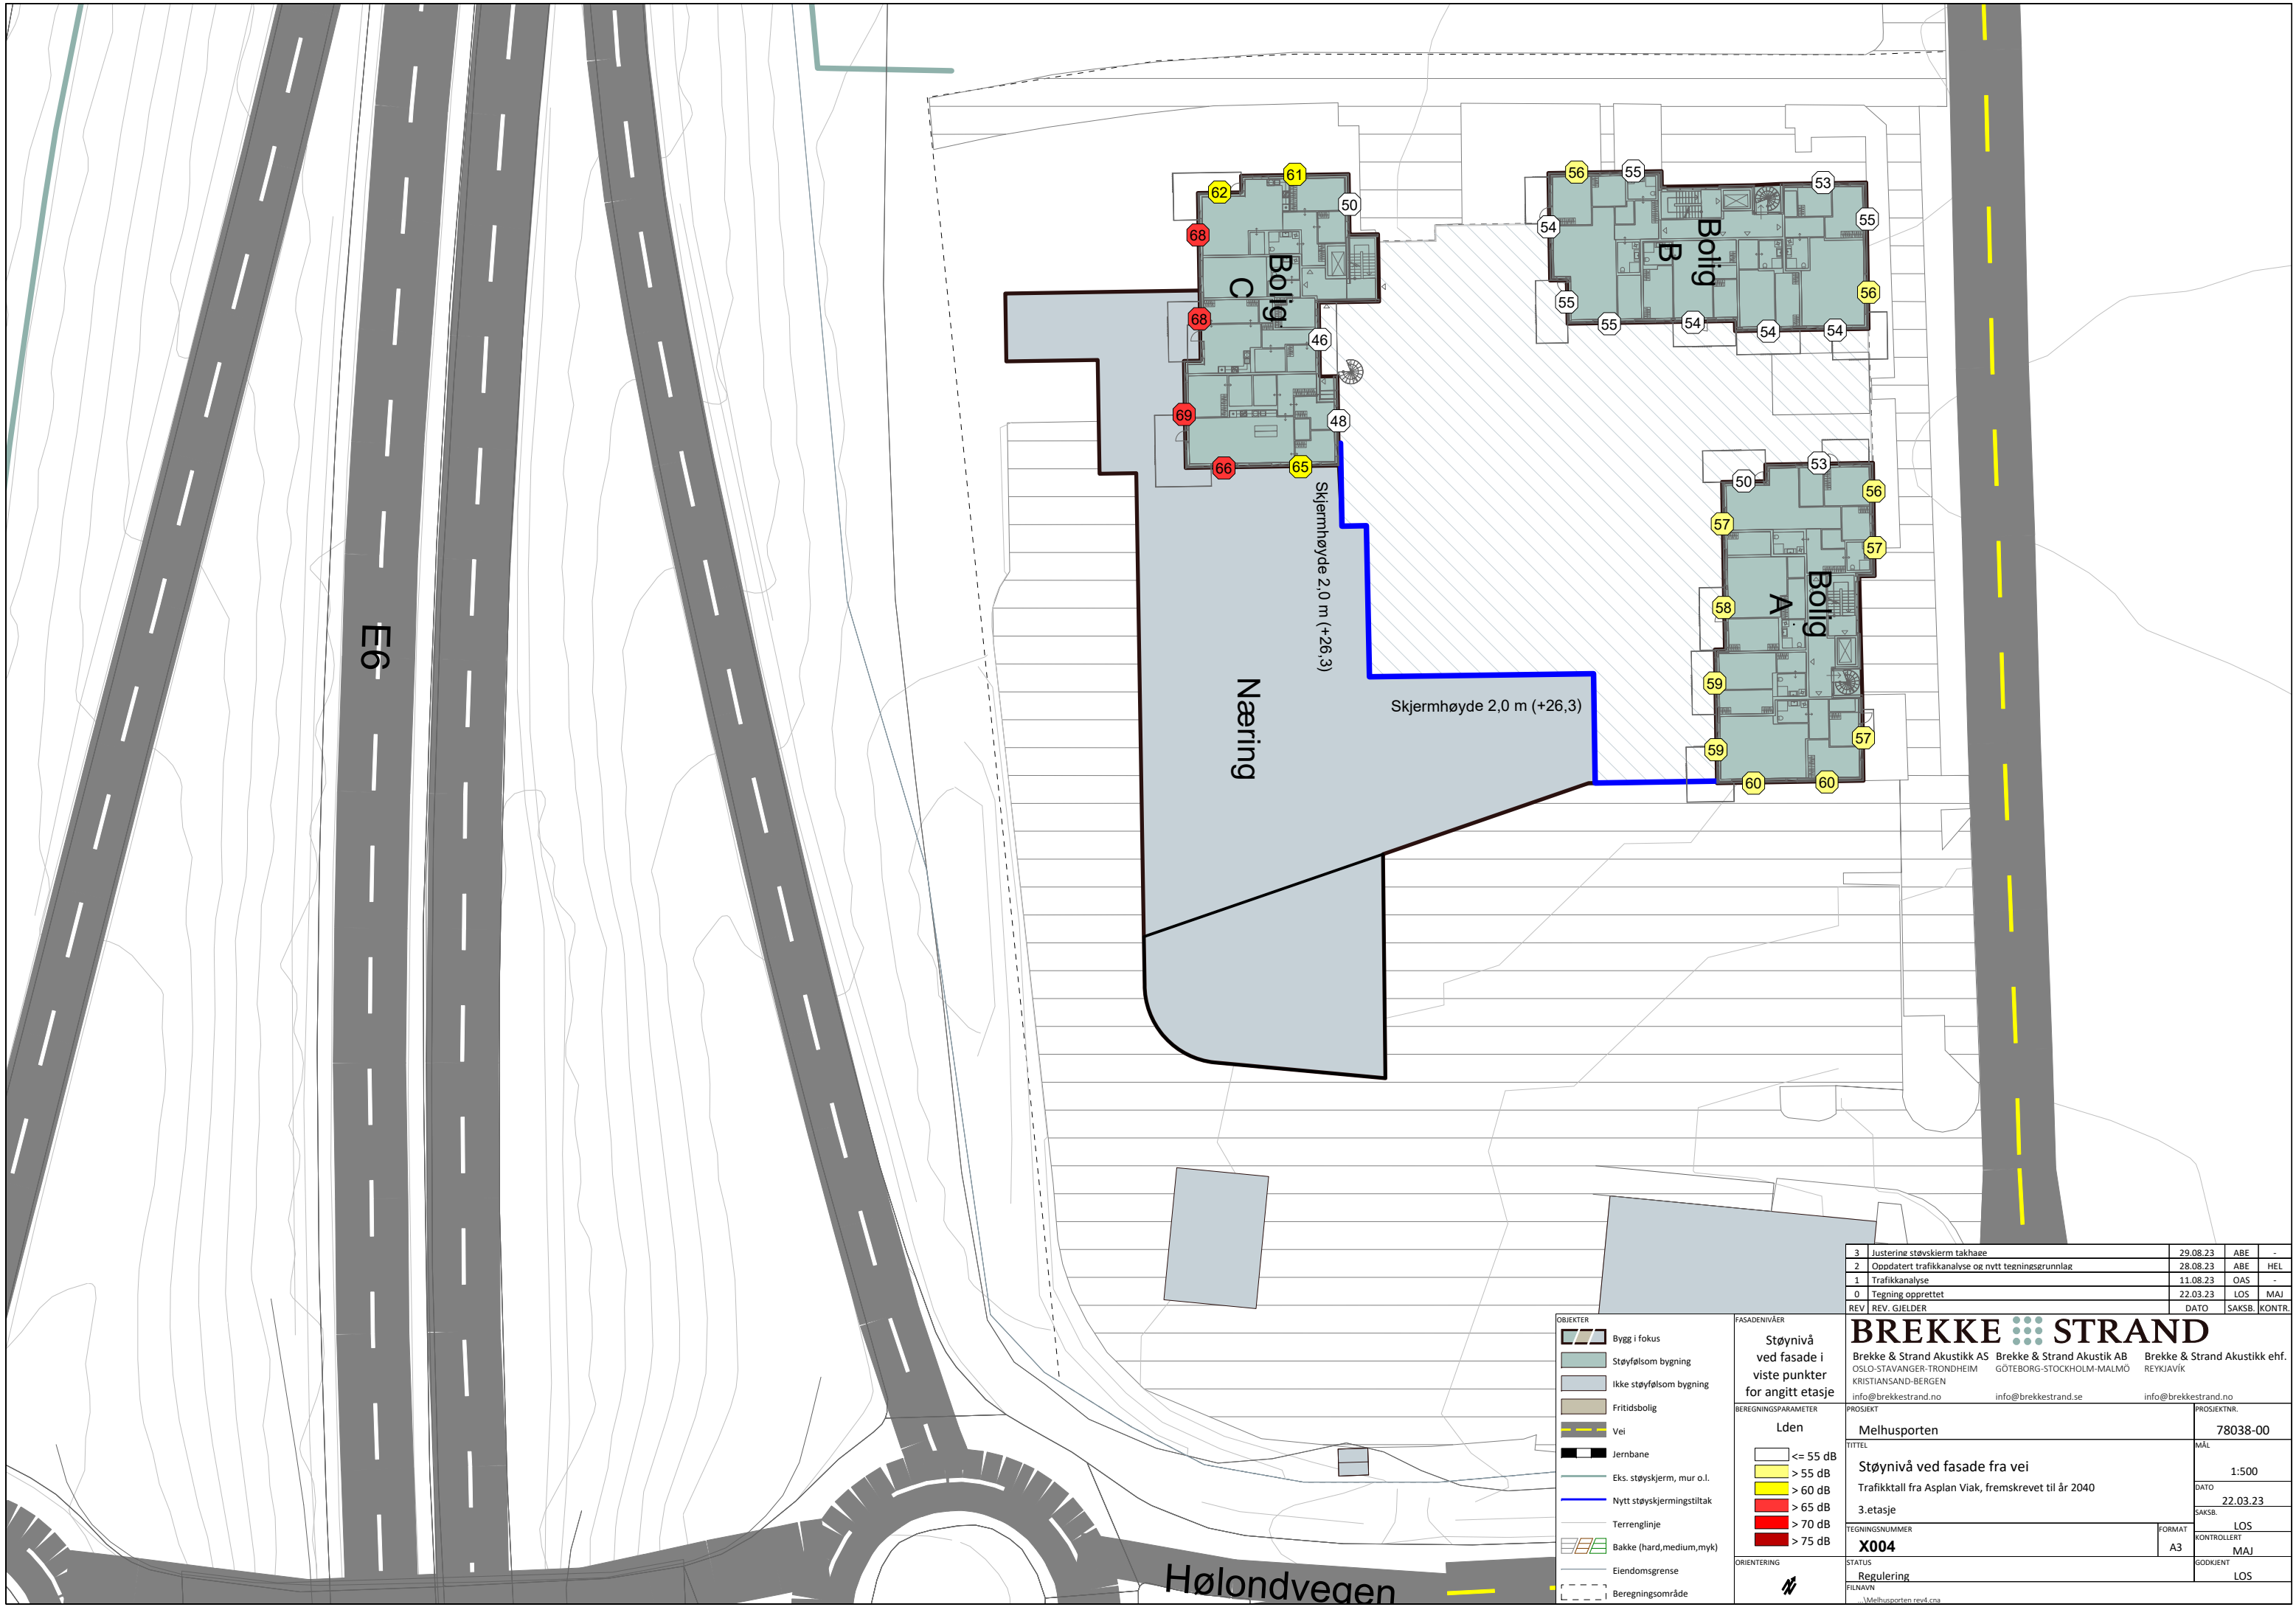 62
61
50
68
Bolig
C
68
46
69
48
66
65
56
55
53
54
55
Bolig
B
56
55
55
54
54
54
53
50
56
57
57
Bolig
A
58
59
59
57
60
60
E6
Skjermhøyde 2,0 m (+26,3)
Skjermhøyde 2,0 m (+26,3)
Næring
Hølondvegen
3 Justering støyskjerm takhage 29.08.23 ABE -
2 Oppdatert trafikkanalyse og nytt tegningsgrunnlag 28.08.23 ABE HEL
1 Trafikkanalyse 11.08.23 OAS -
0 Tegning opprettet 22.03.23 LOS MAJ
REV REV. GJELDER DATO SAKSB. KONTR.
OBJEKTER
Bygg i fokus
Støyfølsom bygning
Ikke støyfølsom bygning
Fritidsbolig
Vei
Jernbane
Eks. støyskjerm, mur o.l.
Nytt støyskjermingstiltak
Terrenglinje
Bakke (hard,medium,myk)
Eiendomsgrense
Beregningsområde
FASADENIVÅER
Støynivå
ved fasade i
viste punkter
for angitt etasje
BEREGNINGSPARAMETER
Lden
<= 55 dB
> 55 dB
> 60 dB
> 65 dB
> 70 dB
> 75 dB
ORIENTERING
N
BREKKE STRAND
Brekke & Strand Akustikk AS Brekke & Strand Akustik AB Brekke & Strand Akustikk ehf.
OSLO-STAVANGER-TRONDHEIM GÖTEBORG-STOCKHOLM-MALMÖ REYKJAVÍK
KRISTIANSAND-BERGEN
info@brekkestrand.no info@brekkestrand.se info@brekkestrand.no
PROSJEKT
Melhusporten
PROSJEKTNR.
78038-00
TITTEL
Støynivå ved fasade fra vei
Trafikktall fra Asplan Viak, fremskrevet til år 2040
3.etasje
MÅL
1:500
DATO
22.03.23
SAKSB.
LOS
TEGNINGSNUMMER
X004
FORMAT
A3
KONTROLLERT
MAJ
STATUS
Regulering
GODKJENT
LOS
FILNAVN
...\Melhusporten rev4.cna